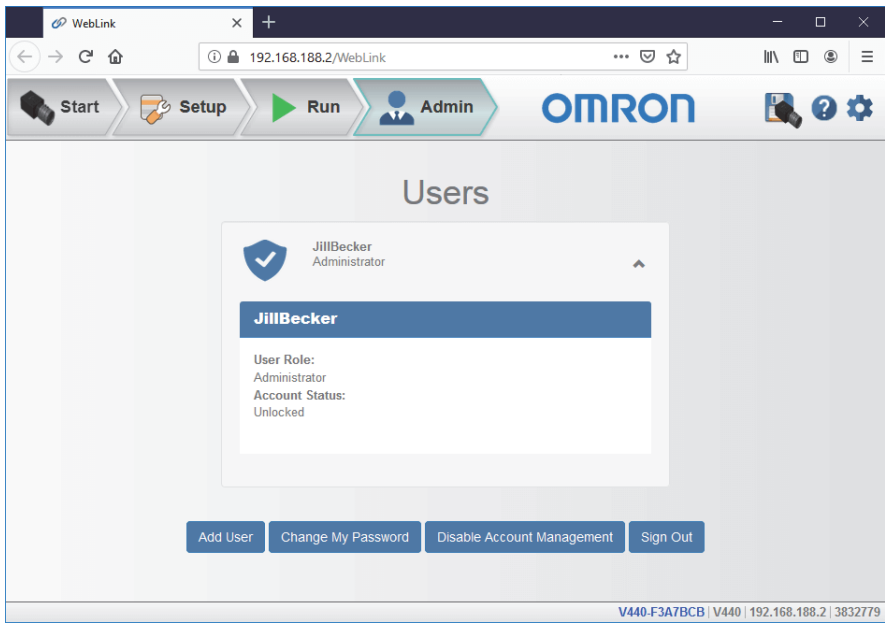 WebLink
192.168.188.2/WebLink
Start Setup Run Admin OMRON
Users
JillBecker
Administrator
JillBecker
User Role:
Administrator
Account Status:
Unlocked
Add User Change My Password Disable Account Management Sign Out
V440-F3A7BCB | V440 | 192.168.188.2 | 3832779